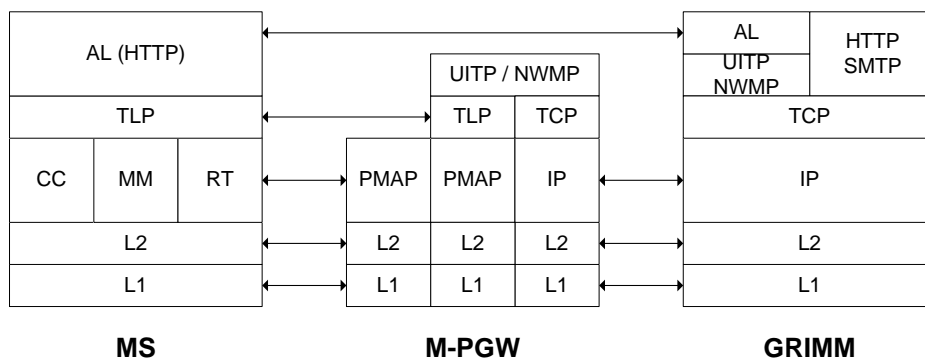 AL (HTTP)
TLP
CC MM RT
L2
L1
MS
UITP / NWMP
TLP TCP
PMAP PMAP IP
L2 L2 L2
L1 L1 L1
M-PGW
AL
UITP
NWMP
HTTP
SMTP
TCP
IP
L2
L1
GRIMM